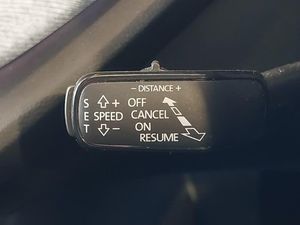 - DISTANCE +
S + OFF
E SPEED CANCEL
T - ON
RESUME